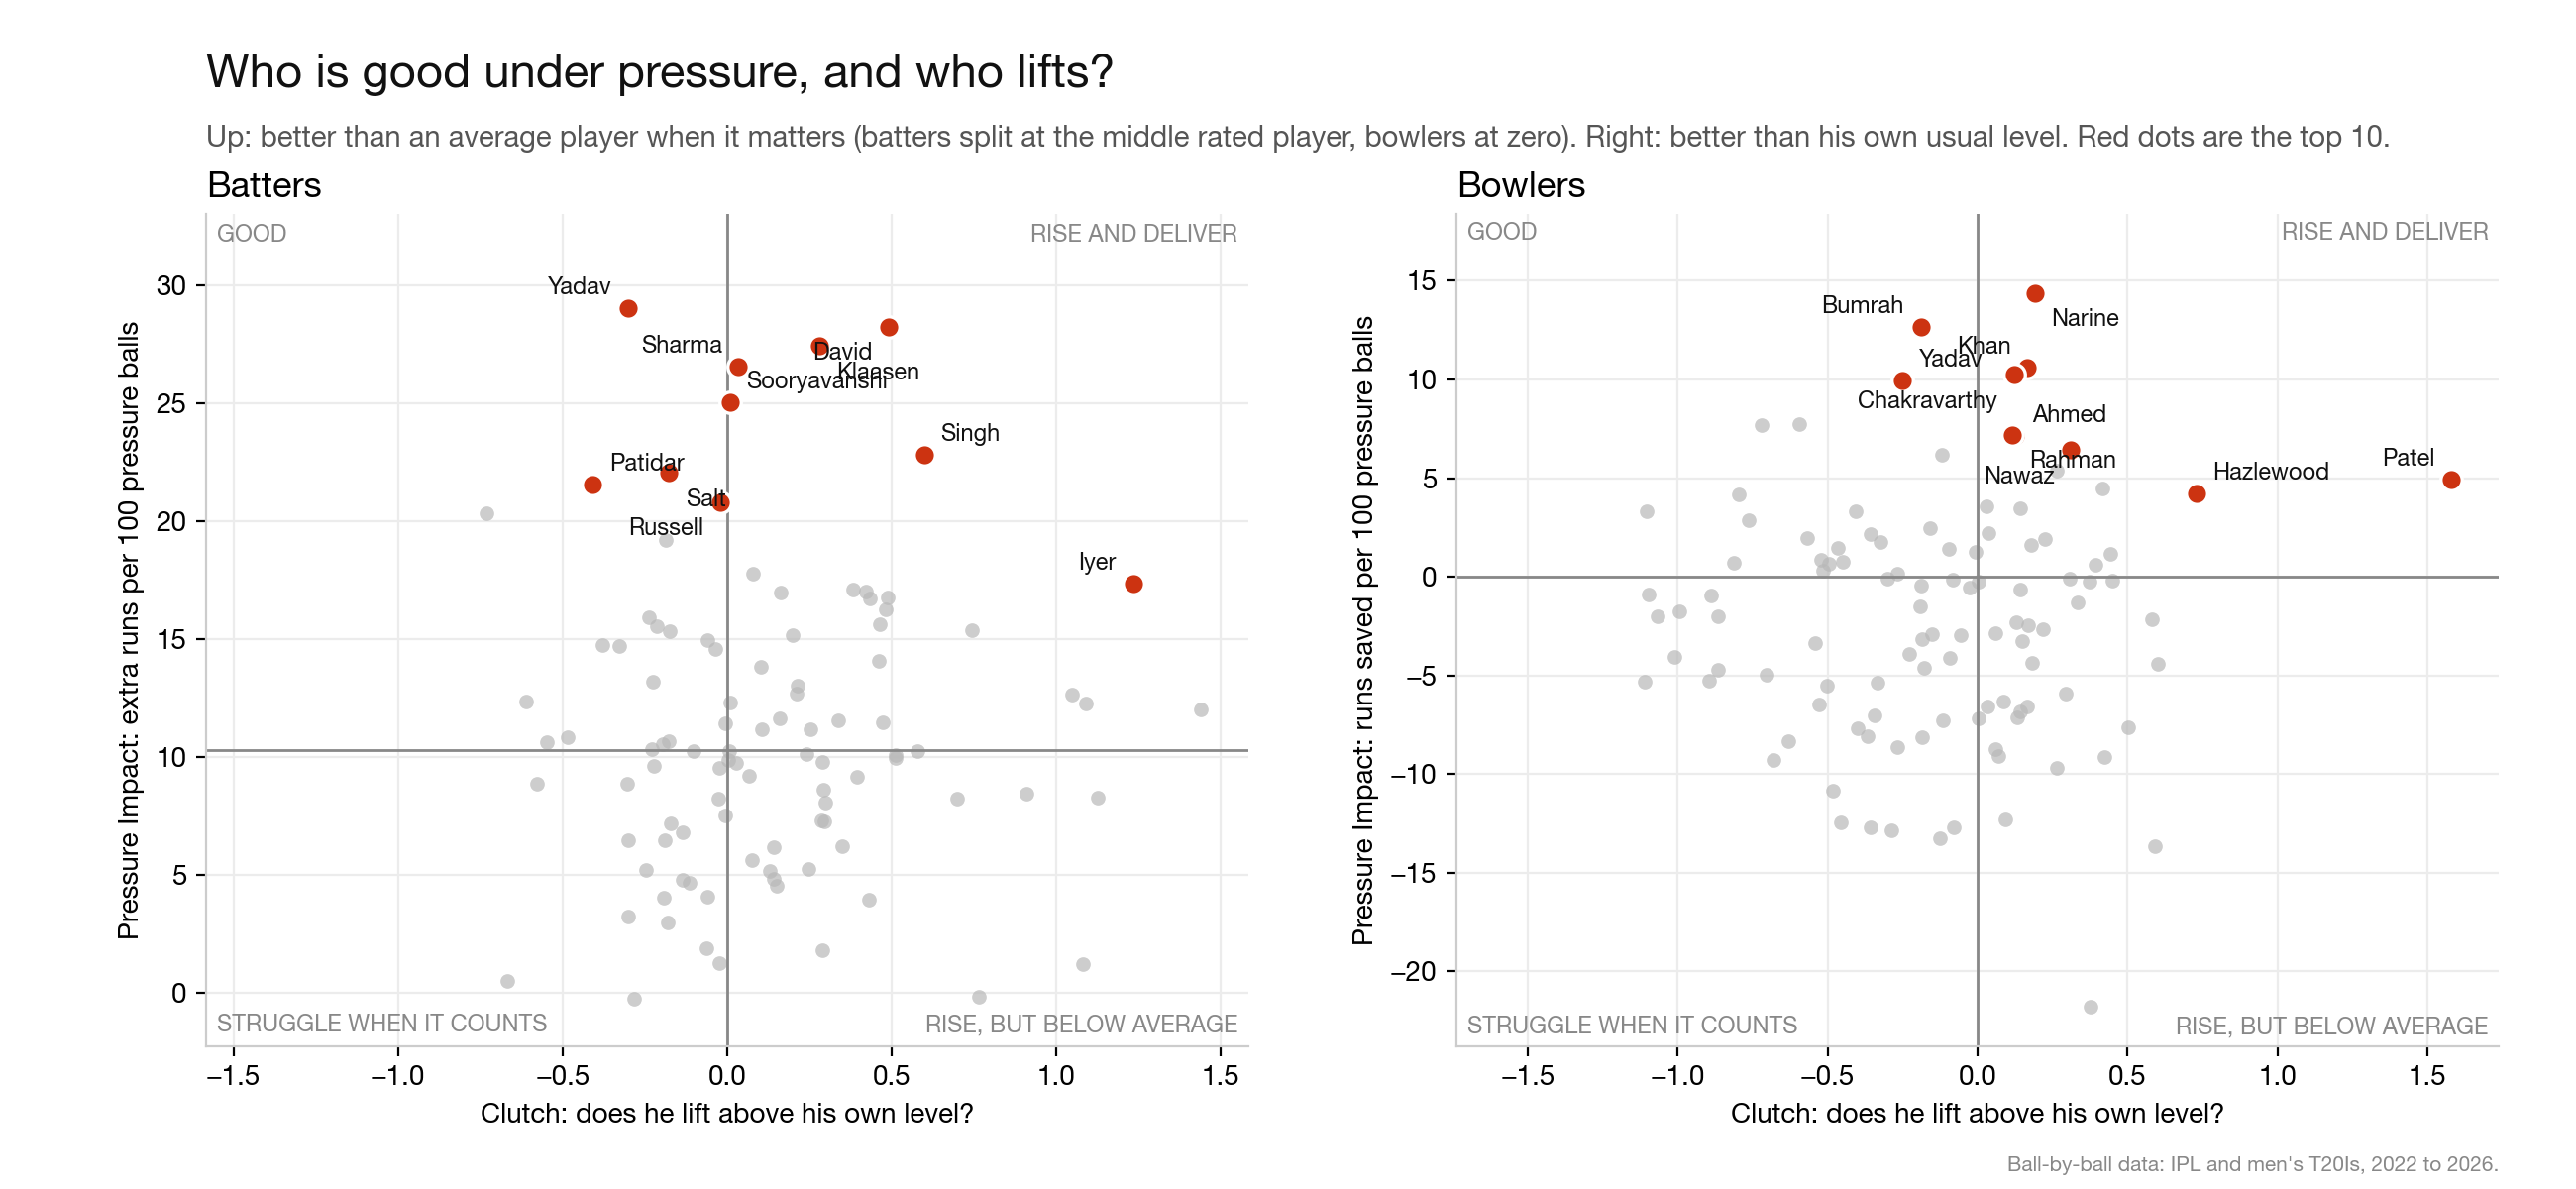 Who is good under pressure, and who lifts?
Up: better than an average player when it matters (batters split at the middle rated player, bowlers at zero). Right: better than his own usual level. Red dots are the top 10.
Batters
GOOD
RISE AND DELIVER
Yadav
Sharma
David
Klaasen
Sooryavanshi
Singh
Patidar
Salt
Russell
Iyer
STRUGGLE WHEN IT COUNTS
RISE, BUT BELOW AVERAGE
Pressure Impact: extra runs per 100 pressure balls
30
25
20
15
10
5
0
−1.5
−1.0
−0.5
0.0
0.5
1.0
1.5
Clutch: does he lift above his own level?
Bowlers
GOOD
RISE AND DELIVER
Bumrah
Narine
Khan
Yadav
Chakravarthy
Ahmed
Rahman
Nawaz
Hazlewood
Patel
STRUGGLE WHEN IT COUNTS
RISE, BUT BELOW AVERAGE
Pressure Impact: runs saved per 100 pressure balls
15
10
5
0
−5
−10
−15
−20
−1.5
−1.0
−0.5
0.0
0.5
1.0
1.5
Clutch: does he lift above his own level?
Ball-by-ball data: IPL and men's T20Is, 2022 to 2026.